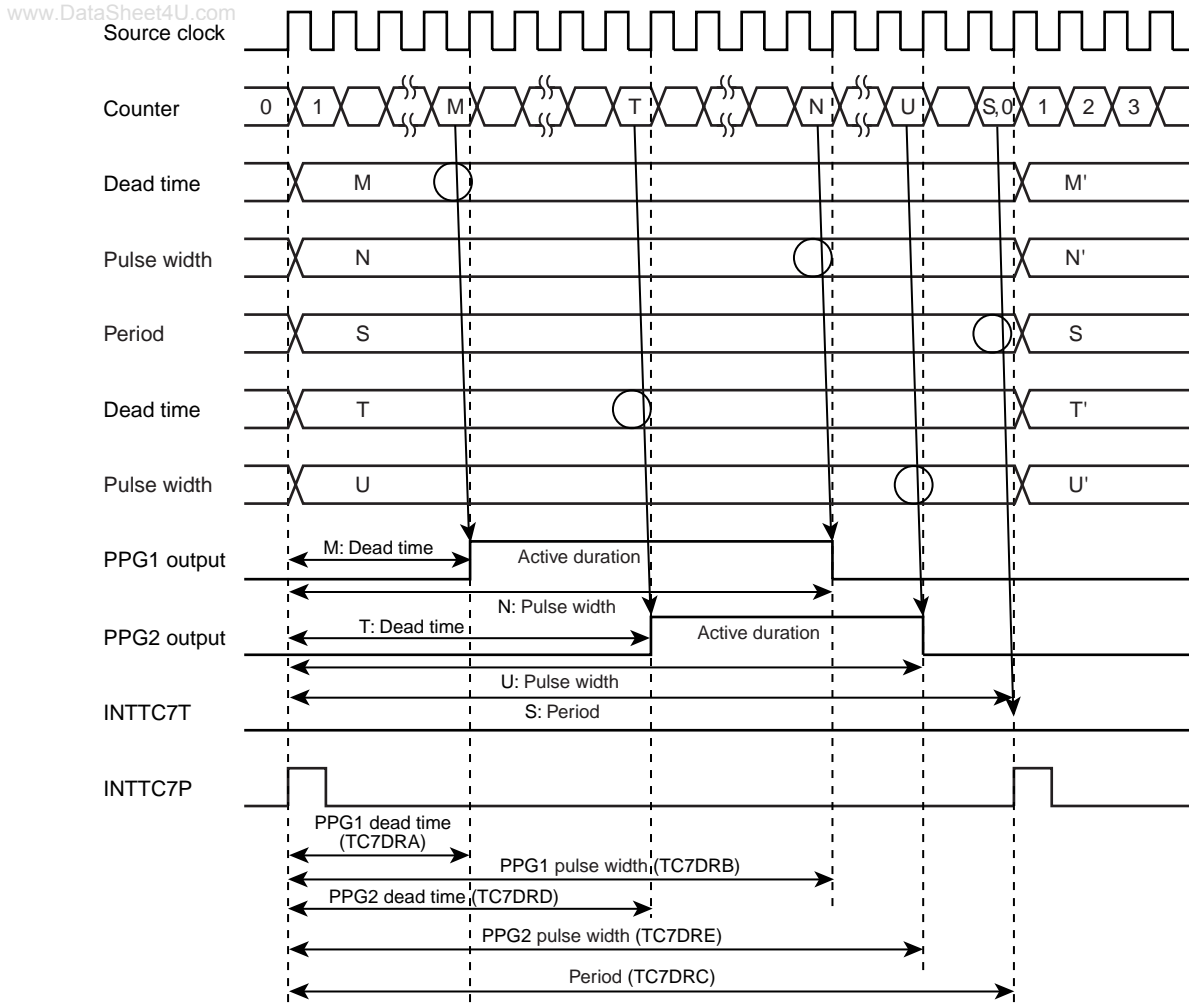 www.DataSheet4U.com
Source clock
Counter 0 1 M T N U S,0 1 2 3
Dead time M M'
Pulse width N N'
Period S S
Dead time T T'
Pulse width U U'
PPG1 output M: Dead time Active duration
N: Pulse width
PPG2 output T: Dead time Active duration
U: Pulse width
INTTC7T S: Period
INTTC7P
PPG1 dead time
(TC7DRA)
PPG1 pulse width (TC7DRB)
PPG2 dead time (TC7DRD)
PPG2 pulse width (TC7DRE)
Period (TC7DRC)